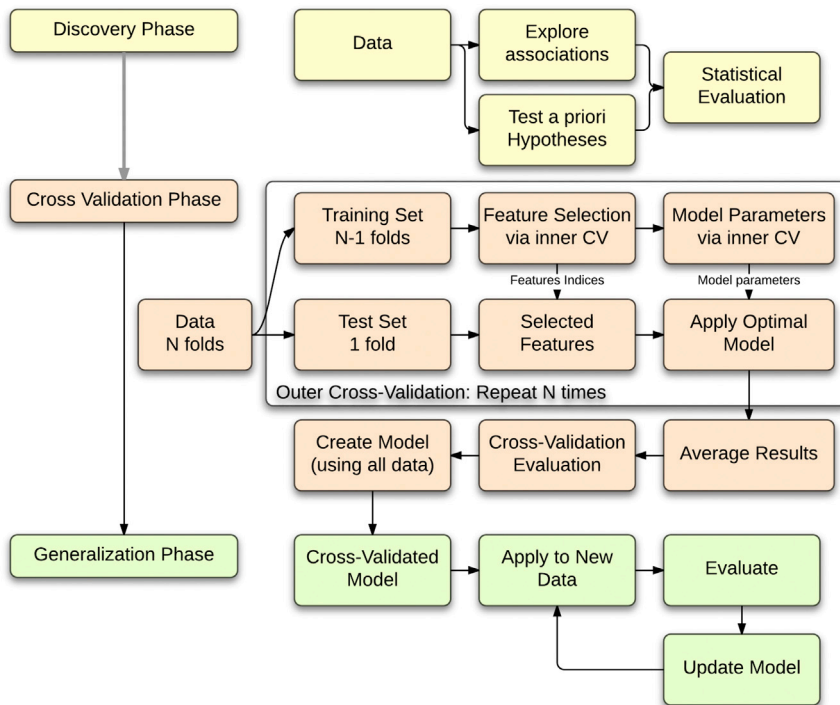 Discovery Phase
Data
Explore
associations
Test a priori
Hypotheses
Statistical
Evaluation
Cross Validation Phase
Training Set
N-1 folds
Feature Selection
via inner CV
Model Parameters
via inner CV
Features Indices
Model parameters
Data
N folds
Test Set
1 fold
Selected
Features
Apply Optimal
Model
Outer Cross-Validation: Repeat N times
Create Model
(using all data)
Cross-Validation
Evaluation
Average Results
Generalization Phase
Cross-Validated
Model
Apply to New
Data
Evaluate
Update Model